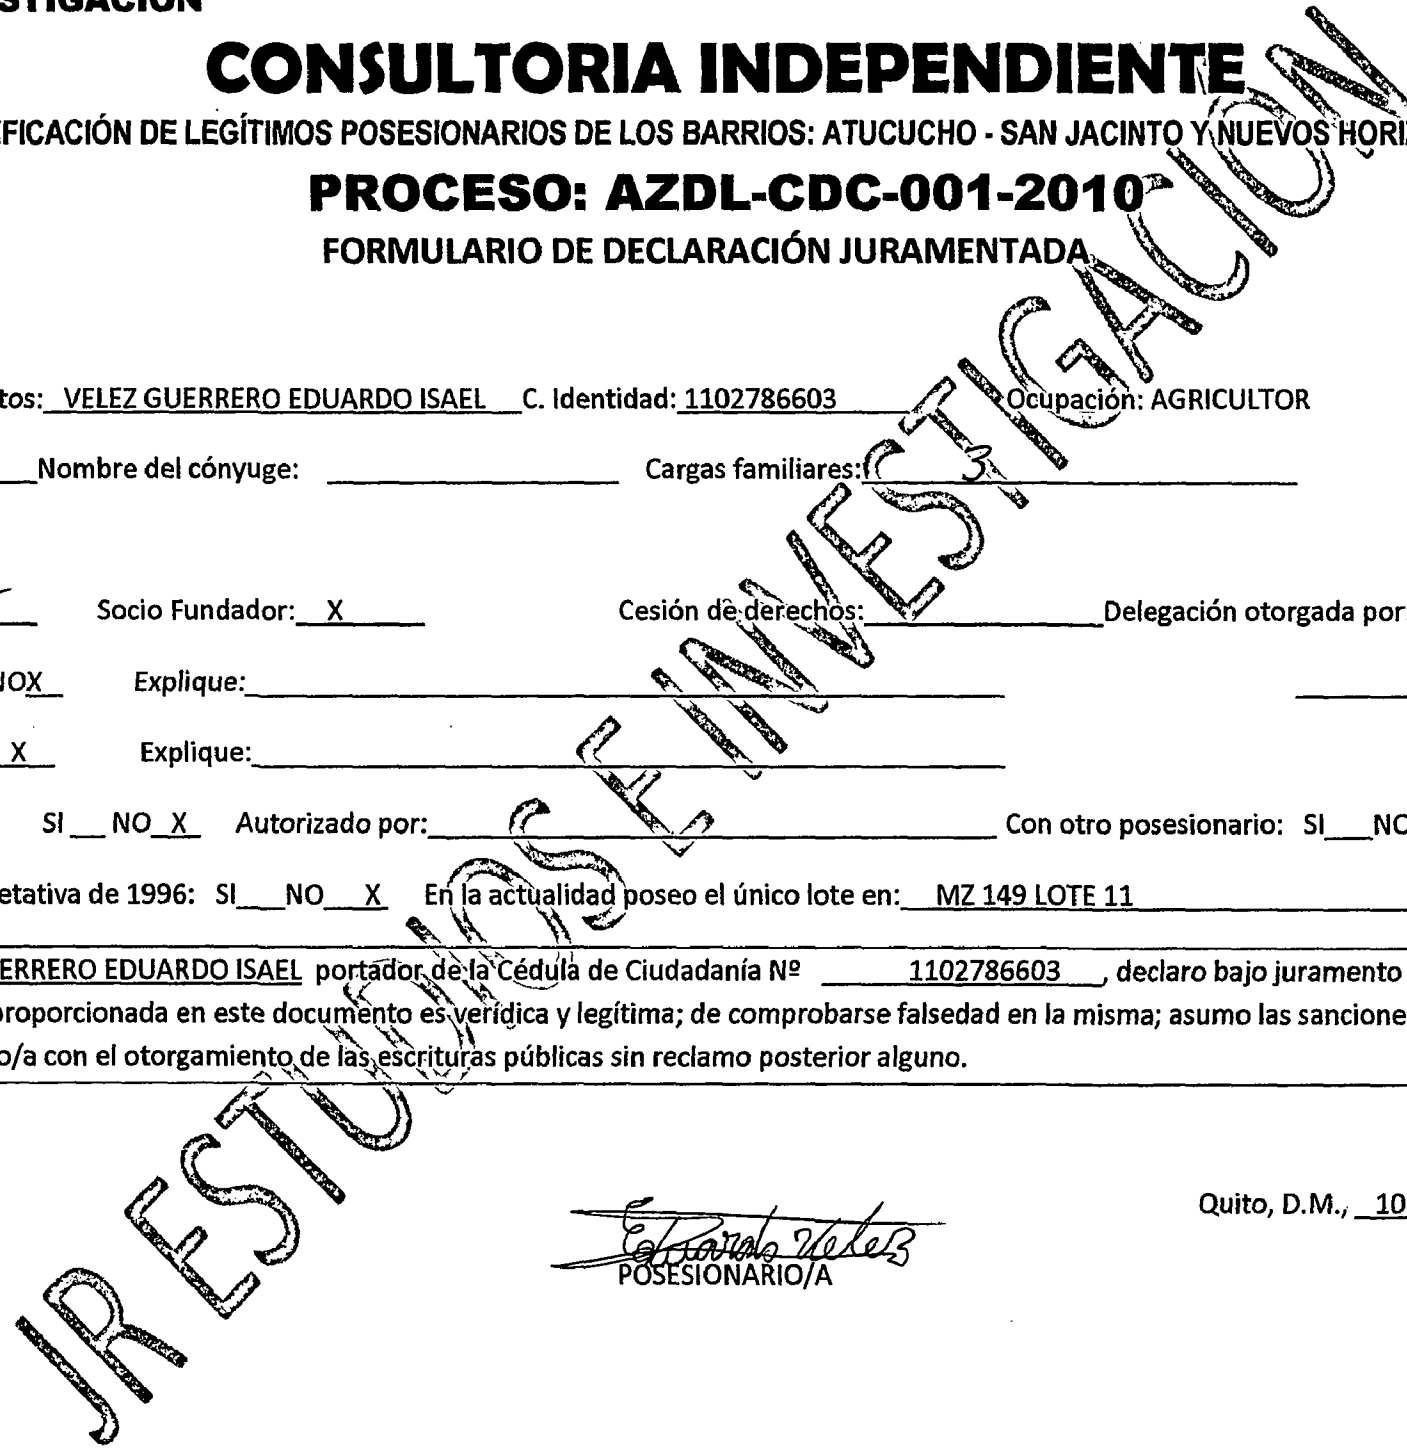 ESTIGACIÓN
CONSULTORIA INDEPENDIENTE
IFICACIÓN DE LEGÍTIMOS POSESIONARIOS DE LOS BARRIOS: ATUCUCHO - SAN JACINTO Y NUEVOS HORI
PROCESO: AZDL-CDC-001-2010
FORMULARIO DE DECLARACIÓN JURAMENTADA
tos: VELEZ GUERRERO EDUARDO ISAEL C. Identidad: 1102786603 Ocupación: AGRICULTOR
Nombre del cónyuge: Cargas familiares: 3
Socio Fundador: X Cesión de derechos: Delegación otorgada por:
NOX Explique:
X Explique:
SI NO X Autorizado por: Con otro posesionario: SI NO
etativa de 1996: SI NO X En la actualidad poseo el único lote en: MZ 149 LOTE 11
ERRERO EDUARDO ISAEL portador de la Cédula de Ciudadanía Nº 1102786603 , declaro bajo juramento
proporcionada en este documento es verídica y legítima; de comprobarse falsedad en la misma; asumo las sancione
o/a con el otorgamiento de las escrituras públicas sin reclamo posterior alguno.
Quito, D.M., 10
Eduardo Velez
POSESIONARIO/A
JR ESTUDIOS E INVESTIGACION